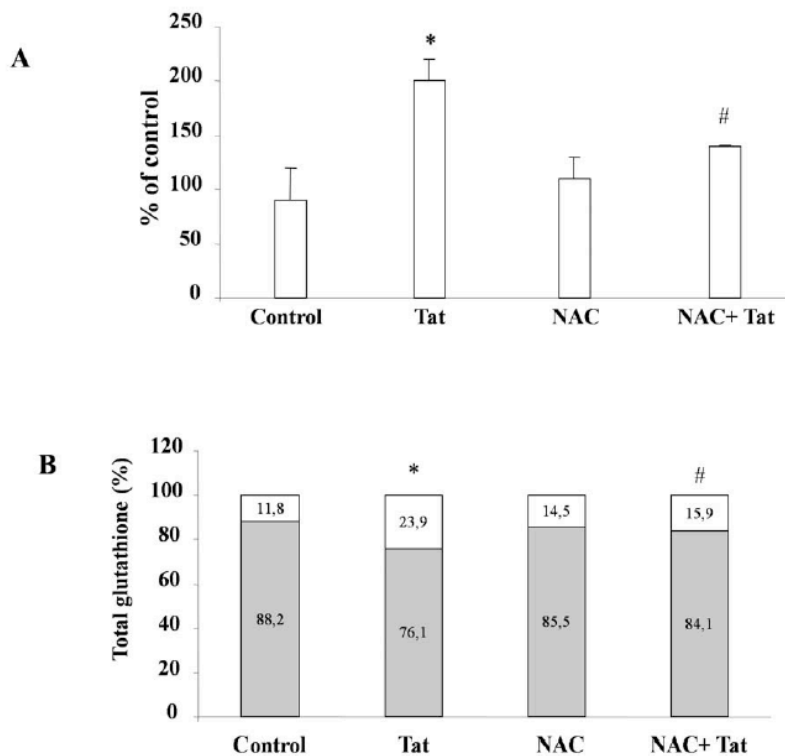 A
% of control
250
200
150
100
50
0
*
#
Control Tat NAC NAC+ Tat
B
Total glutathione (%)
120
100
80
60
40
20
0
*
#
11,8 23,9 14,5 15,9
88,2 76,1 85,5 84,1
Control Tat NAC NAC+ Tat